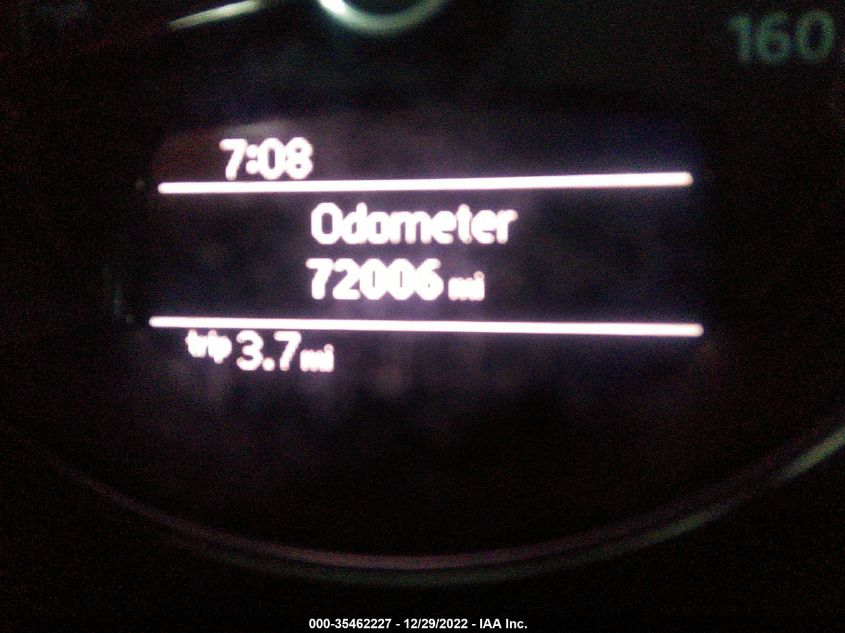 160
7:08
Odometer
72006 mi
trip 3.7 mi
000-35462227 - 12/29/2022 - IAA Inc.